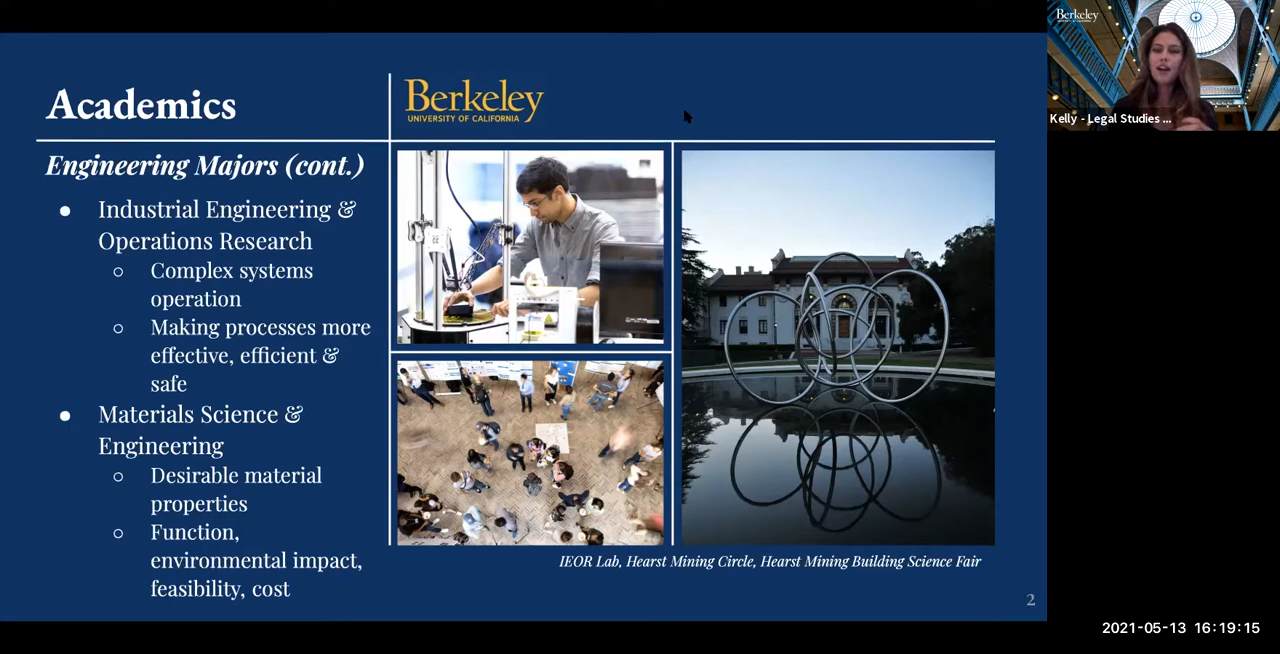 Academics
Berkeley
UNIVERSITY OF CALIFORNIA
Engineering Majors (cont.)
● Industrial Engineering &
Operations Research
○ Complex systems
operation
○ Making processes more
effective, efficient &
safe
● Materials Science &
Engineering
○ Desirable material
properties
○ Function,
environmental impact,
feasibility, cost
IEOR Lab, Hearst Mining Circle, Hearst Mining Building Science Fair
2
Berkeley
Kelly - Legal Studies ...
2021-05-13 16:19:15